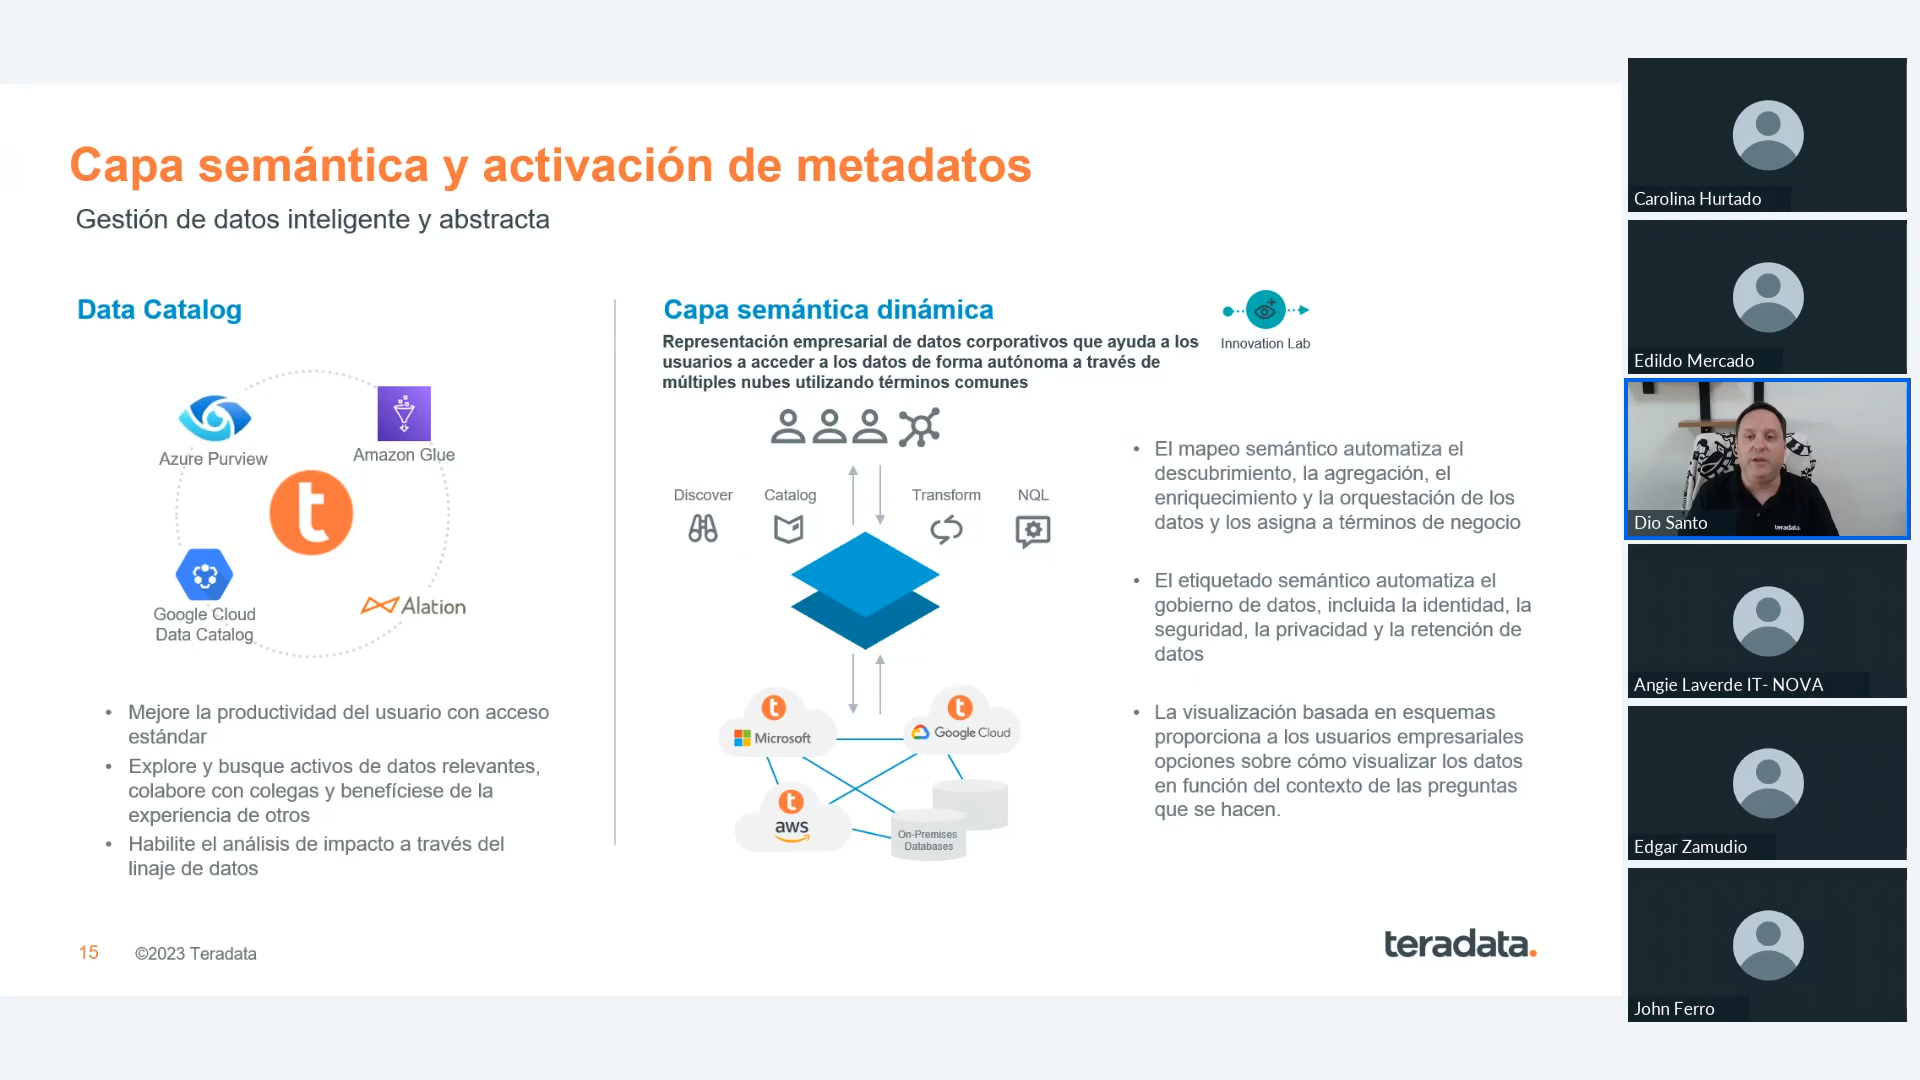 Capa semántica y activación de metadatos
Gestión de datos inteligente y abstracta
Data Catalog
Azure Purview
Amazon Glue
t
Google Cloud
Data Catalog
Alation
• Mejore la productividad del usuario con acceso
estándar
• Explore y busque activos de datos relevantes,
colabore con colegas y benefíciese de la
experiencia de otros
• Habilite el análisis de impacto a través del
linaje de datos
Capa semántica dinámica
Representación empresarial de datos corporativos que ayuda a los
usuarios a acceder a los datos de forma autónoma a través de
múltiples nubes utilizando términos comunes
Innovation Lab
Discover
Catalog
Transform
NQL
t
Microsoft
t
Google Cloud
t
aws
On-Premises
Databases
• El mapeo semántico automatiza el
descubrimiento, la agregación, el
enriquecimiento y la orquestación de los
datos y los asigna a términos de negocio
• El etiquetado semántico automatiza el
gobierno de datos, incluida la identidad, la
seguridad, la privacidad y la retención de
datos
• La visualización basada en esquemas
proporciona a los usuarios empresariales
opciones sobre cómo visualizar los datos
en función del contexto de las preguntas
que se hacen.
15
©2023 Teradata
teradata.
Carolina Hurtado
Edildo Mercado
teradata.
Dio Santo
Angie Laverde IT- NOVA
Edgar Zamudio
John Ferro